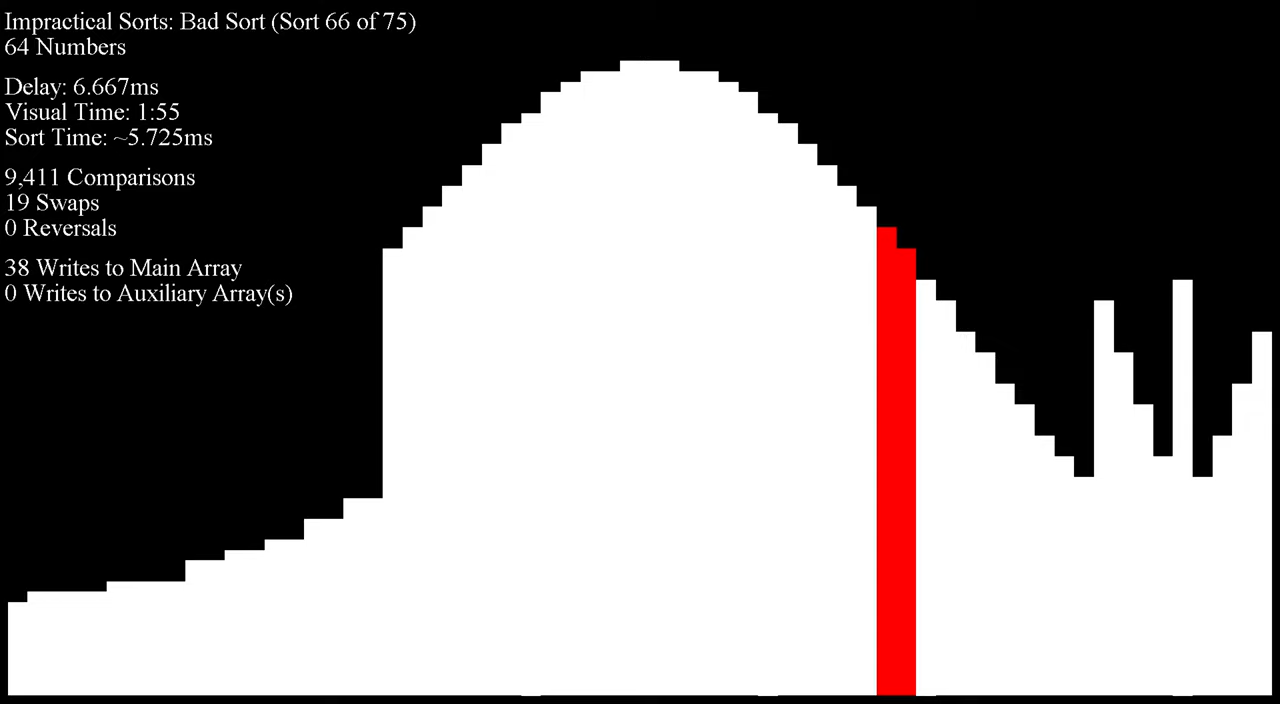 Impractical Sorts: Bad Sort (Sort 66 of 75)
64 Numbers
Delay: 6.667ms
Visual Time: 1:55
Sort Time: ~5.725ms
9,411 Comparisons
19 Swaps
0 Reversals
38 Writes to Main Array
0 Writes to Auxiliary Array(s)